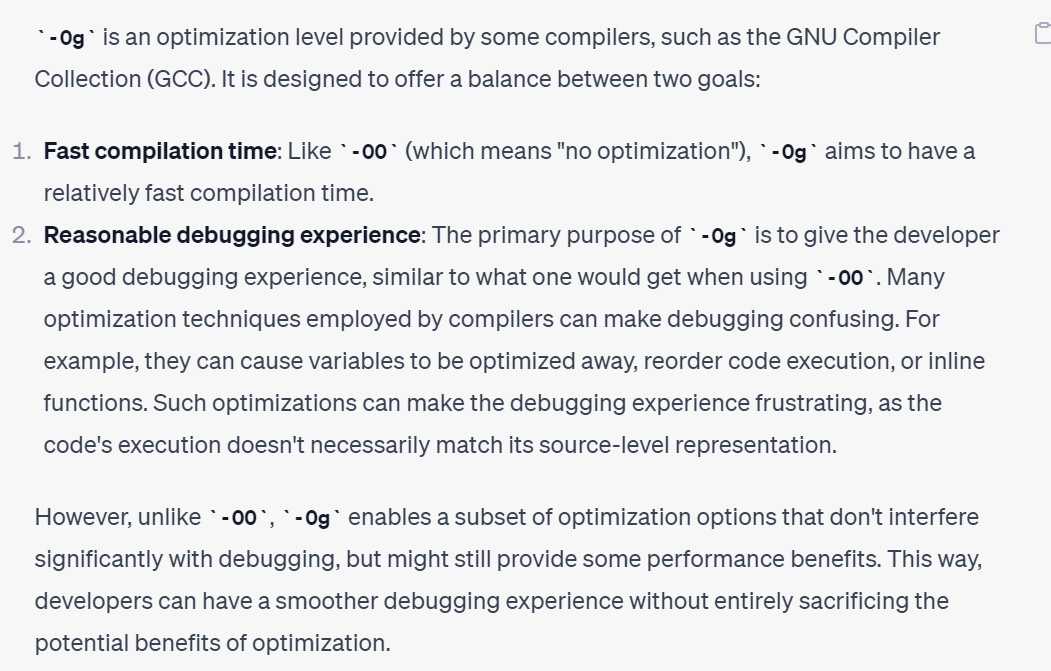 `-Og` is an optimization level provided by some compilers, such as the GNU Compiler
Collection (GCC). It is designed to offer a balance between two goals:
1. Fast compilation time: Like `-O0` (which means "no optimization"), `-Og` aims to have a
relatively fast compilation time.
2. Reasonable debugging experience: The primary purpose of `-Og` is to give the developer
a good debugging experience, similar to what one would get when using `-O0`. Many
optimization techniques employed by compilers can make debugging confusing. For
example, they can cause variables to be optimized away, reorder code execution, or inline
functions. Such optimizations can make the debugging experience frustrating, as the
code's execution doesn't necessarily match its source-level representation.
However, unlike `-O0`, `-Og` enables a subset of optimization options that don't interfere
significantly with debugging, but might still provide some performance benefits. This way,
developers can have a smoother debugging experience without entirely sacrificing the
potential benefits of optimization.